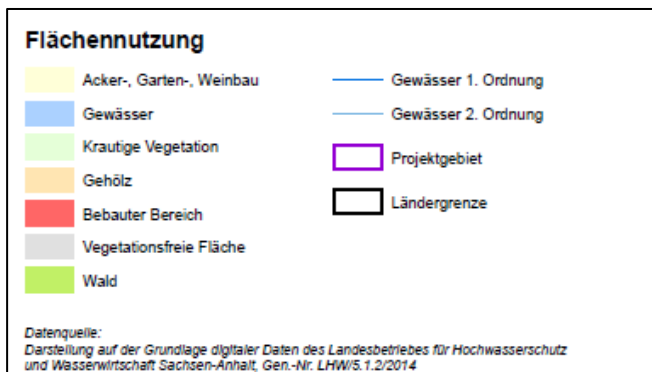 Flächennutzung
Acker-, Garten-, Weinbau
Gewässer
Krautige Vegetation
Gehölz
Bebauter Bereich
Vegetationsfreie Fläche
Wald
Gewässer 1. Ordnung
Gewässer 2. Ordnung
Projektgebiet
Ländergrenze
Datenquelle:
Darstellung auf der Grundlage digitaler Daten des Landesbetriebes für Hochwasserschutz
und Wasserwirtschaft Sachsen-Anhalt, Gen.-Nr. LHW/5.1.2/2014